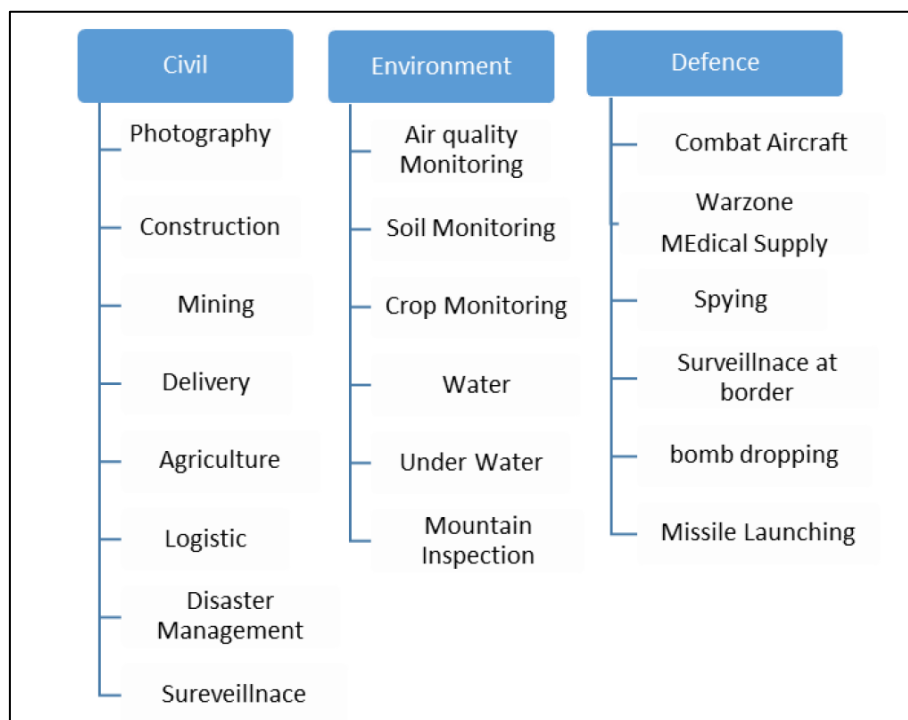 Civil
Photography
Construction
Mining
Delivery
Agriculture
Logistic
Disaster
Management
Sureveillnace
Environment
Air quality
Monitoring
Soil Monitoring
Crop Monitoring
Water
Under Water
Mountain
Inspection
Defence
Combat Aircraft
Warzone
MEdical Supply
Spying
Surveillnace at
border
bomb dropping
Missile Launching